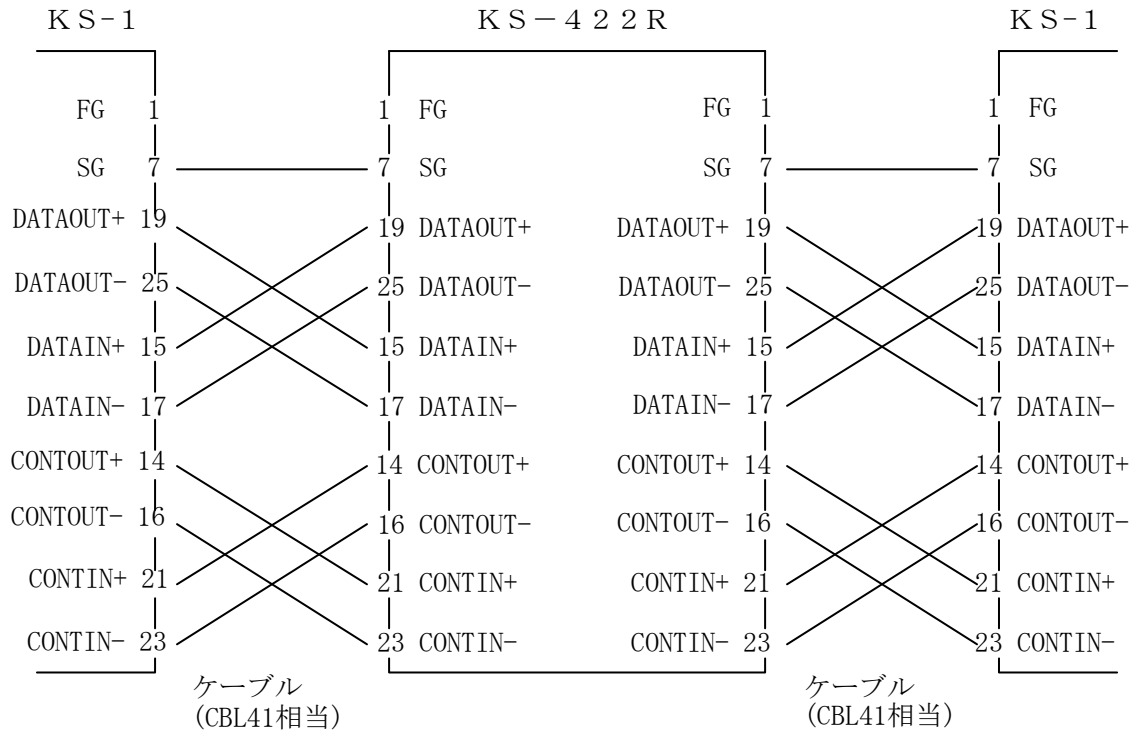 KS-1 KS-422R KS-1
FG 1 1 FG FG 1 1 FG
SG 7 7 SG SG 7 7 SG
DATAOUT+ 19 19 DATAOUT+ DATAOUT+ 19 19 DATAOUT+
DATAOUT- 25 25 DATAOUT- DATAOUT- 25 25 DATAOUT-
DATAIN+ 15 15 DATAIN+ DATAIN+ 15 15 DATAIN+
DATAIN- 17 17 DATAIN- DATAIN- 17 17 DATAIN-
CONTOUT+ 14 14 CONTOUT+ CONTOUT+ 14 14 CONTOUT+
CONTOUT- 16 16 CONTOUT- CONTOUT- 16 16 CONTOUT-
CONTIN+ 21 21 CONTIN+ CONTIN+ 21 21 CONTIN+
CONTIN- 23 23 CONTIN- CONTIN- 23 23 CONTIN-
ケーブル ケーブル
(CBL41相当) (CBL41相当)